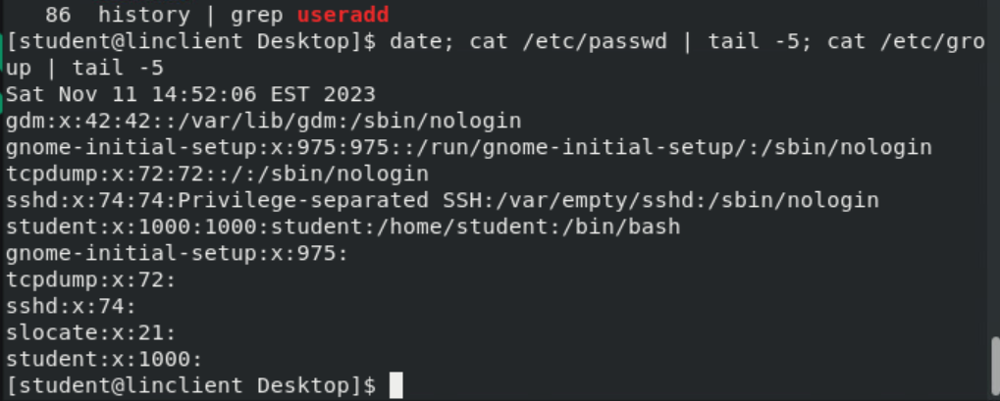 86  history | grep useradd
[student@linclient Desktop]$ date; cat /etc/passwd | tail -5; cat /etc/gro
up | tail -5
Sat Nov 11 14:52:06 EST 2023
gdm:x:42:42::/var/lib/gdm:/sbin/nologin
gnome-initial-setup:x:975:975::/run/gnome-initial-setup/:/sbin/nologin
tcpdump:x:72:72::/:/sbin/nologin
sshd:x:74:74:Privilege-separated SSH:/var/empty/sshd:/sbin/nologin
student:x:1000:1000:student:/home/student:/bin/bash
gnome-initial-setup:x:975:
tcpdump:x:72:
sshd:x:74:
slocate:x:21:
student:x:1000:
[student@linclient Desktop]$